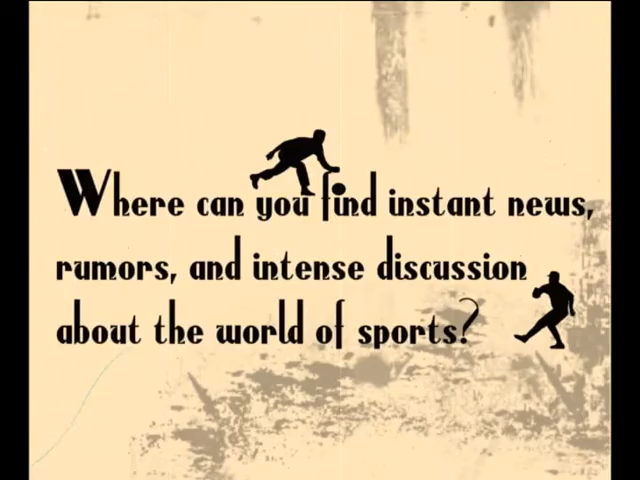 Where can you find instant news,
rumors, and intense discussion
about the world of sports?